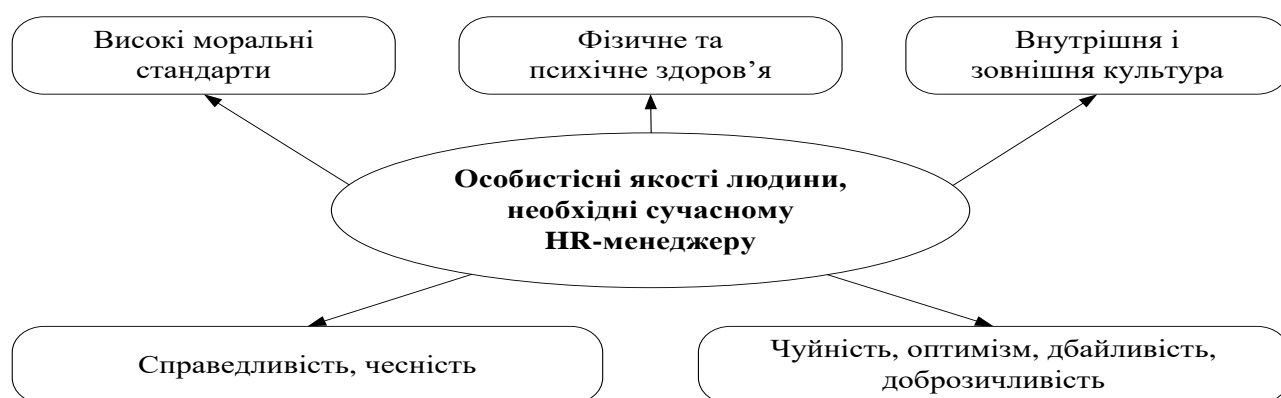 Високі моральні
стандарти
Фізичне та
психічне здоров’я
Внутрішня і
зовнішня культура
Особистісні якості людини,
необхідні сучасному
HR-менеджеру
Справедливість, чесність
Чуйність, оптимізм, дбайливість,
доброзичливість